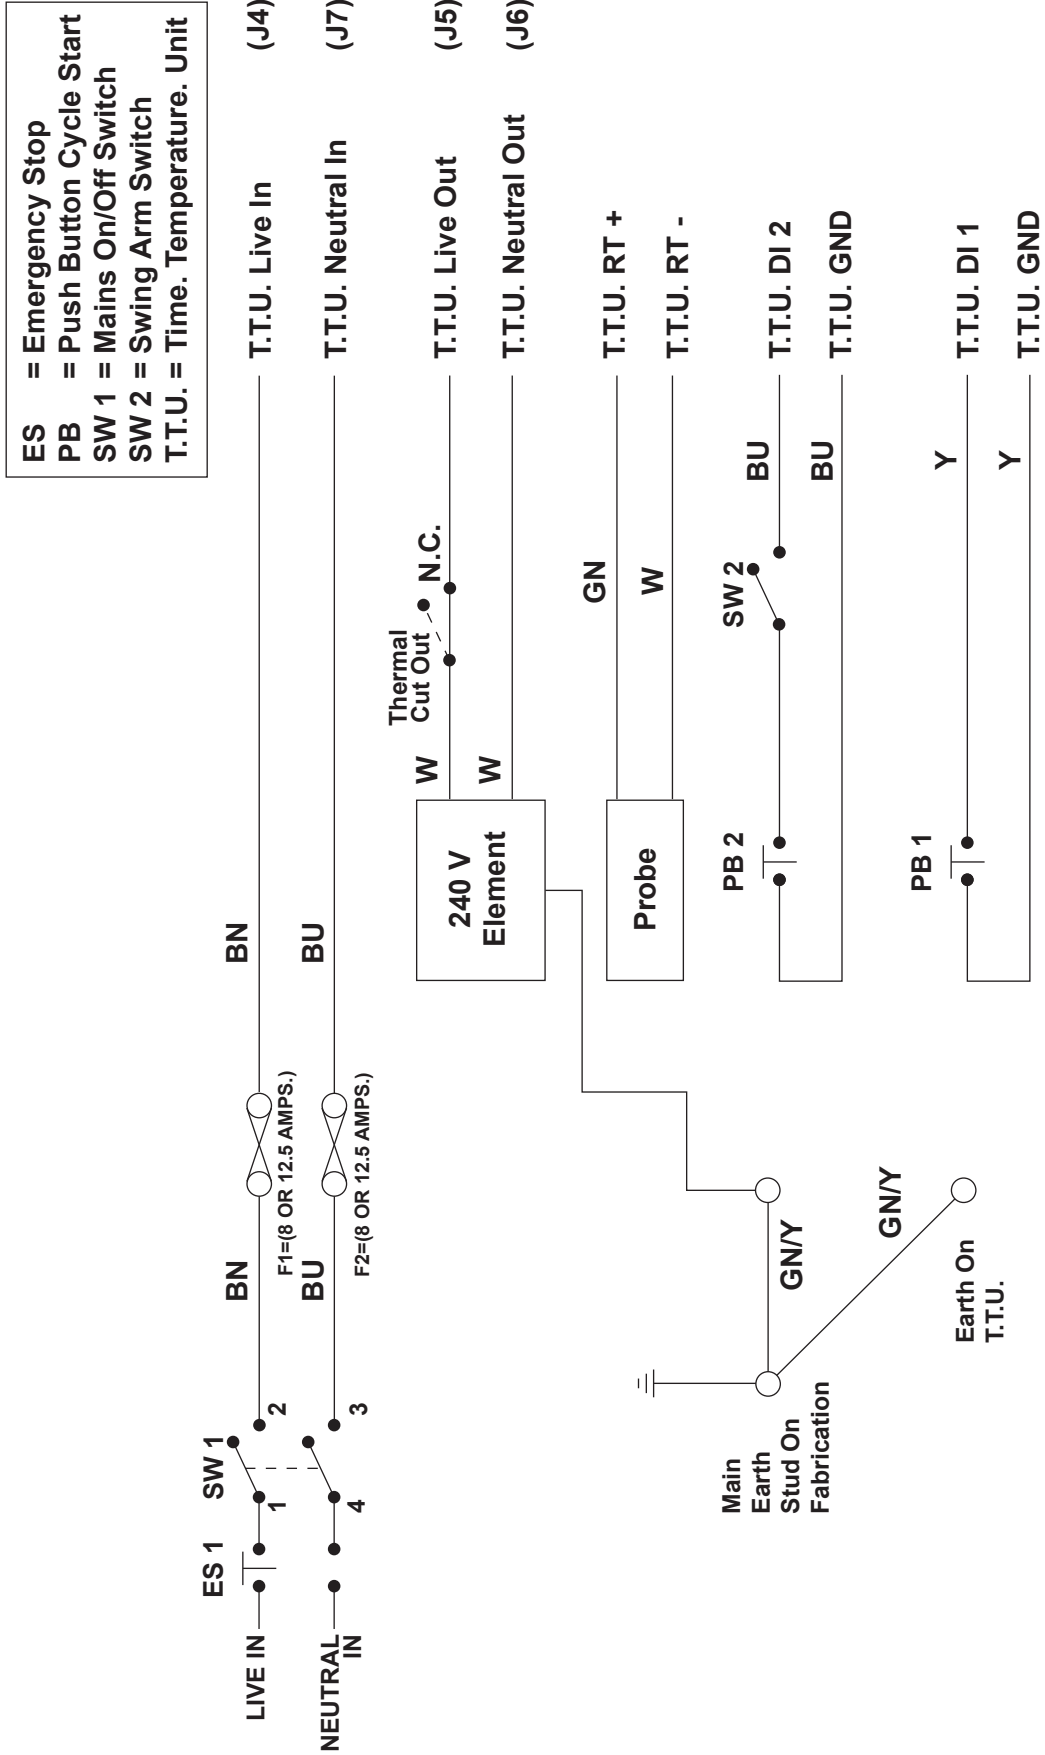 ES = Emergency Stop
PB = Push Button Cycle Start
SW 1 = Mains On/Off Switch
SW 2 = Swing Arm Switch
T.T.U. = Time. Temperature. Unit
LIVE IN
ES 1
SW 1
1
2
BN
F1=(8 OR 12.5 AMPS.)
BN
T.T.U. Live In
(J4)
NEUTRAL
IN
4
3
BU
F2=(8 OR 12.5 AMPS.)
BU
T.T.U. Neutral In
(J7)
240 V
Element
W
Thermal
Cut Out
N.C.
T.T.U. Live Out
(J5)
W
T.T.U. Neutral Out
(J6)
Probe
GN
T.T.U. RT +
W
T.T.U. RT -
PB 2
SW 2
BU
T.T.U. DI 2
BU
T.T.U. GND
PB 1
Y
T.T.U. DI 1
Y
T.T.U. GND
Main
Earth
Stud On
Fabrication
GN/Y
GN/Y
Earth On
T.T.U.